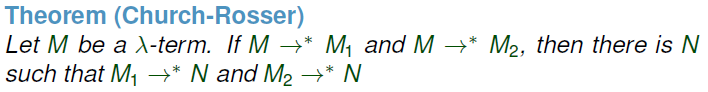 Theorem (Church-Rosser)
Let M be a λ-term. If M →* M₁ and M →* M₂, then there is N
such that M₁ →* N and M₂ →* N